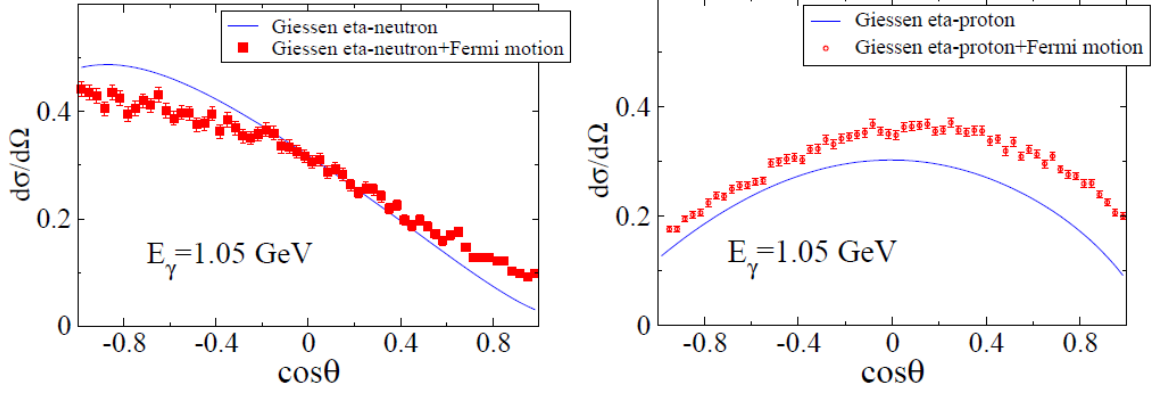 Giessen eta-neutron
Giessen eta-neutron+Fermi motion
0.4
0.2
0
dσ/dΩ
E_γ=1.05 GeV
-0.8 -0.4 0 0.4 0.8
cosθ
Giessen eta-proton
Giessen eta-proton+Fermi motion
0.4
0.2
0
dσ/dΩ
E_γ=1.05 GeV
-0.8 -0.4 0 0.4 0.8
cosθ